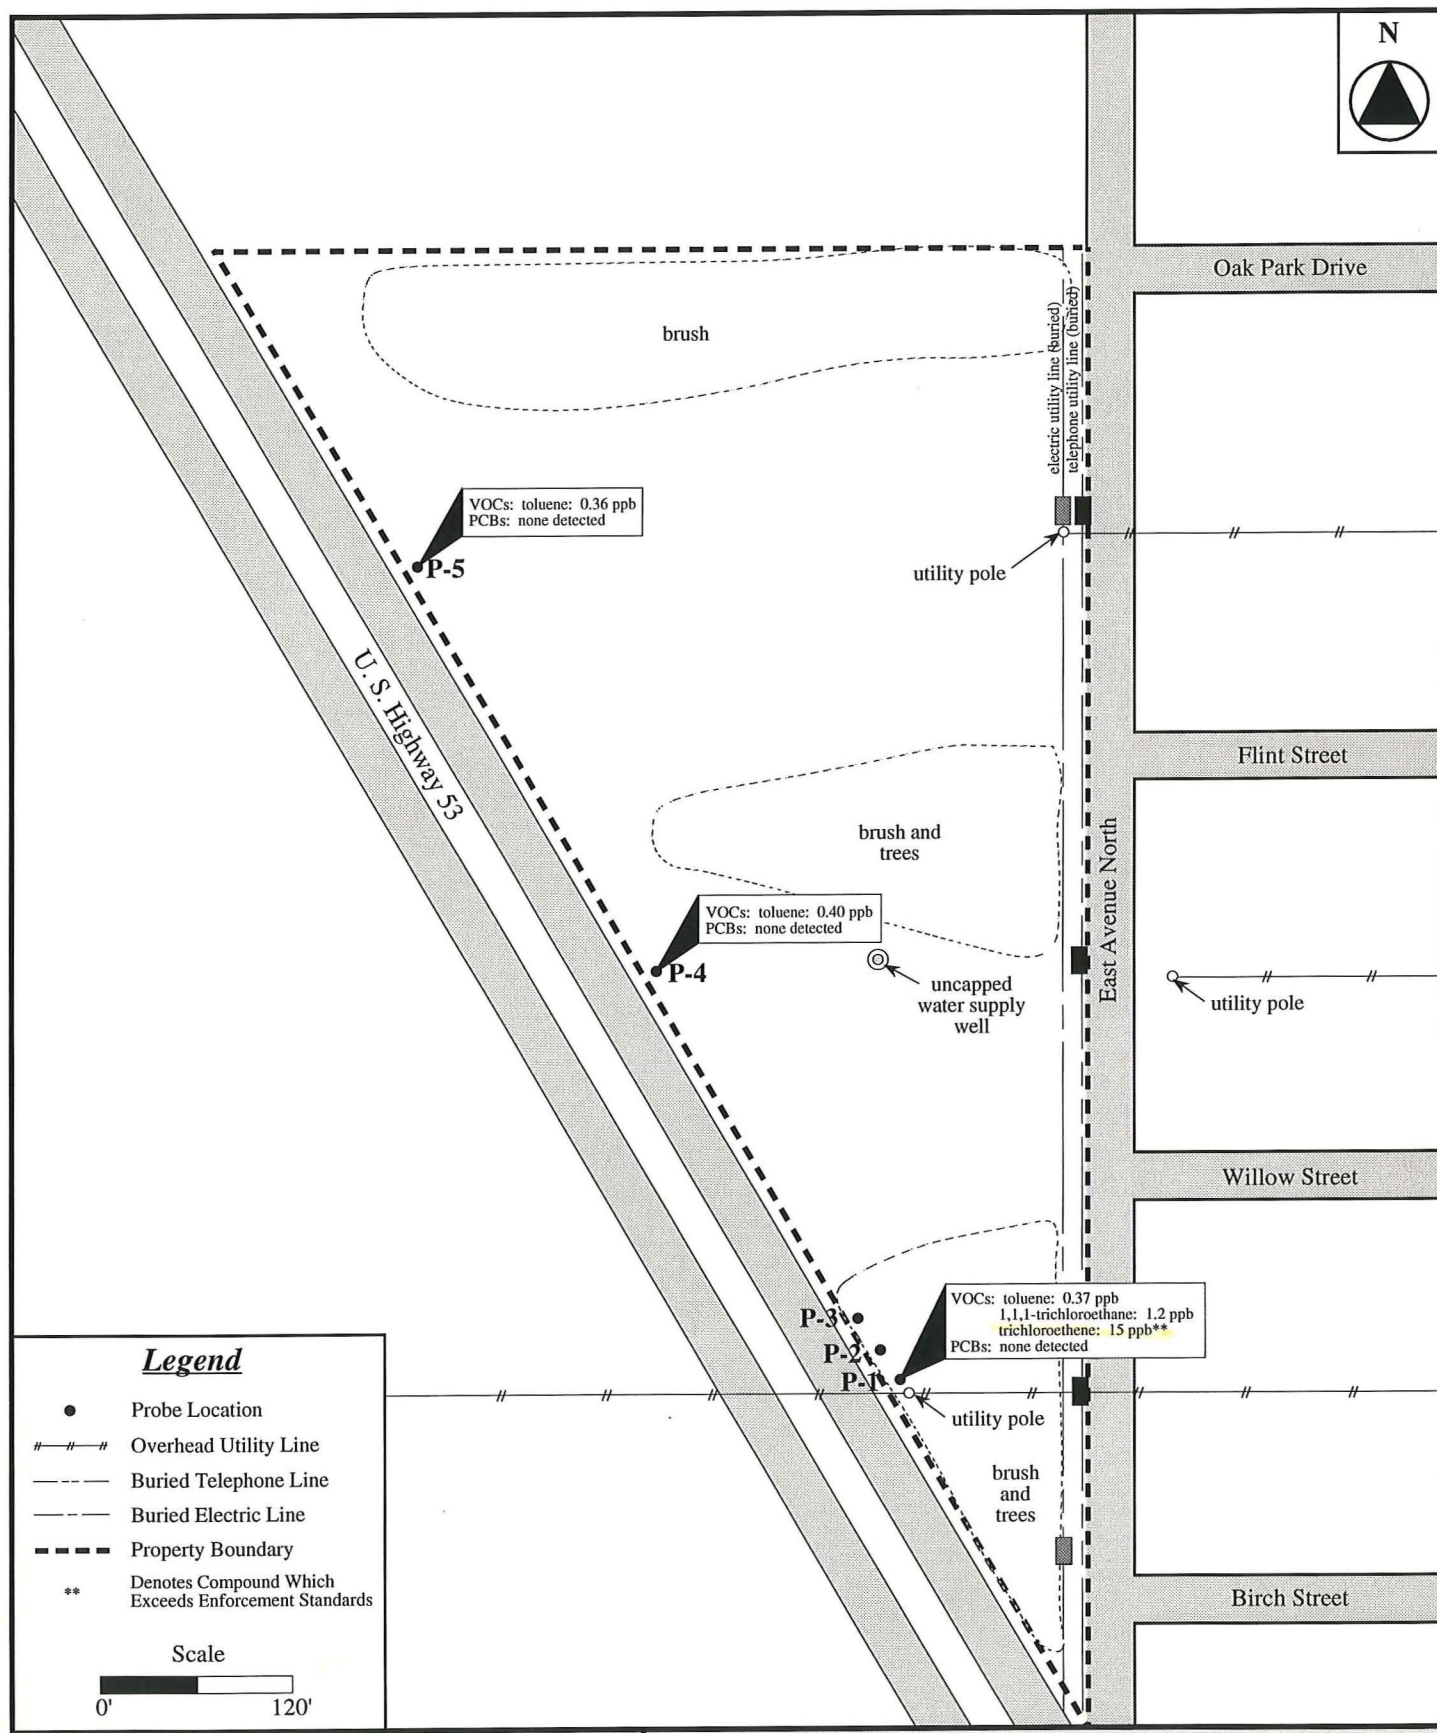 N
Oak Park Drive
brush
electric utility line (buried)
telephone utility line (buried)
VOCs: toluene: 0.36 ppb
PCBs: none detected
P-5
utility pole
U. S. Highway 53
Flint Street
brush and
trees
East Avenue North
VOCs: toluene: 0.40 ppb
PCBs: none detected
P-4
uncapped
water supply
well
utility pole
Willow Street
VOCs: toluene: 0.37 ppb
1,1,1-trichloroethane: 1.2 ppb
trichloroethene: 15 ppb**
PCBs: none detected
P-3
P-2
P-1
utility pole
brush
and
trees
Birch Street
Legend
Probe Location
Overhead Utility Line
Buried Telephone Line
Buried Electric Line
Property Boundary
** Denotes Compound Which
Exceeds Enforcement Standards
Scale
0' 120'